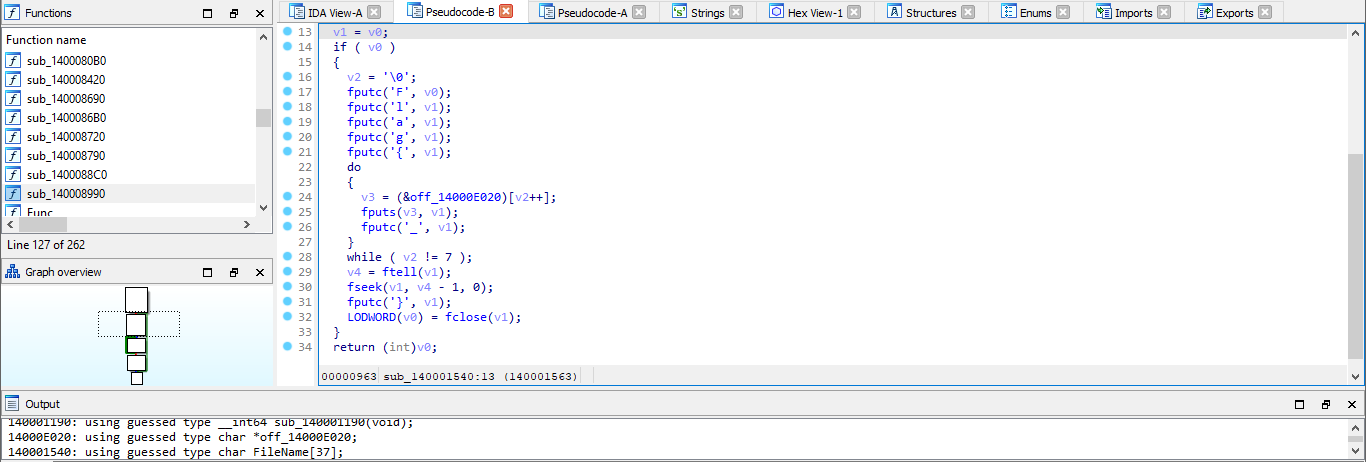 Functions
Function name
sub_1400080B0
sub_140008420
sub_140008690
sub_1400086B0
sub_140008720
sub_140008790
sub_1400088C0
sub_140008990
Func
Line 127 of 262
Graph overview
IDA View-A
Pseudocode-B
Pseudocode-A
Strings
Hex View-1
Structures
Enums
Imports
Exports
13 v1 = v0;
14 if ( v0 )
15 {
16 v2 = '\0';
17 fputc('F', v0);
18 fputc('l', v1);
19 fputc('a', v1);
20 fputc('g', v1);
21 fputc('{', v1);
22 do
23 {
24 v3 = (&off_14000E020)[v2++];
25 fputs(v3, v1);
26 fputc('_', v1);
27 }
28 while ( v2 != 7 );
29 v4 = ftell(v1);
30 fseek(v1, v4 - 1, 0);
31 fputc('}', v1);
32 LODWORD(v0) = fclose(v1);
33 }
34 return (int)v0;
00000963 sub_140001540:13 (140001563)
Output
140001190: using guessed type __int64 sub_140001190(void);
14000E020: using guessed type char *off_14000E020;
140001540: using guessed type char FileName[37];